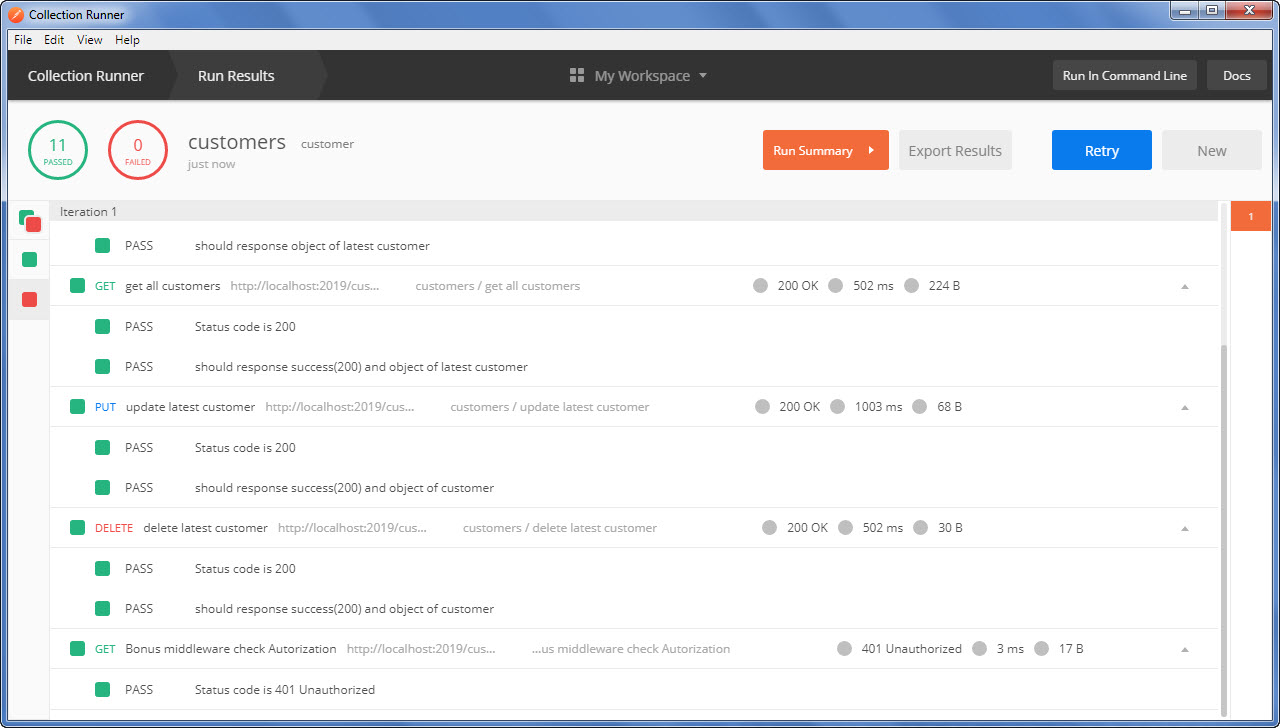 Collection Runner
File Edit View Help
Collection Runner Run Results My Workspace Run In Command Line Docs
11 PASSED 0 FAILED customers customer just now Run Summary Export Results Retry New
Iteration 1 1
PASS should response object of latest customer
GET get all customers http://localhost:2019/cus... customers / get all customers 200 OK 502 ms 224 B
PASS Status code is 200
PASS should response success(200) and object of latest customer
PUT update latest customer http://localhost:2019/cus... customers / update latest customer 200 OK 1003 ms 68 B
PASS Status code is 200
PASS should response success(200) and object of customer
DELETE delete latest customer http://localhost:2019/cus... customers / delete latest customer 200 OK 502 ms 30 B
PASS Status code is 200
PASS should response success(200) and object of customer
GET Bonus middleware check Autorization http://localhost:2019/cus... ...us middleware check Autorization 401 Unauthorized 3 ms 17 B
PASS Status code is 401 Unauthorized